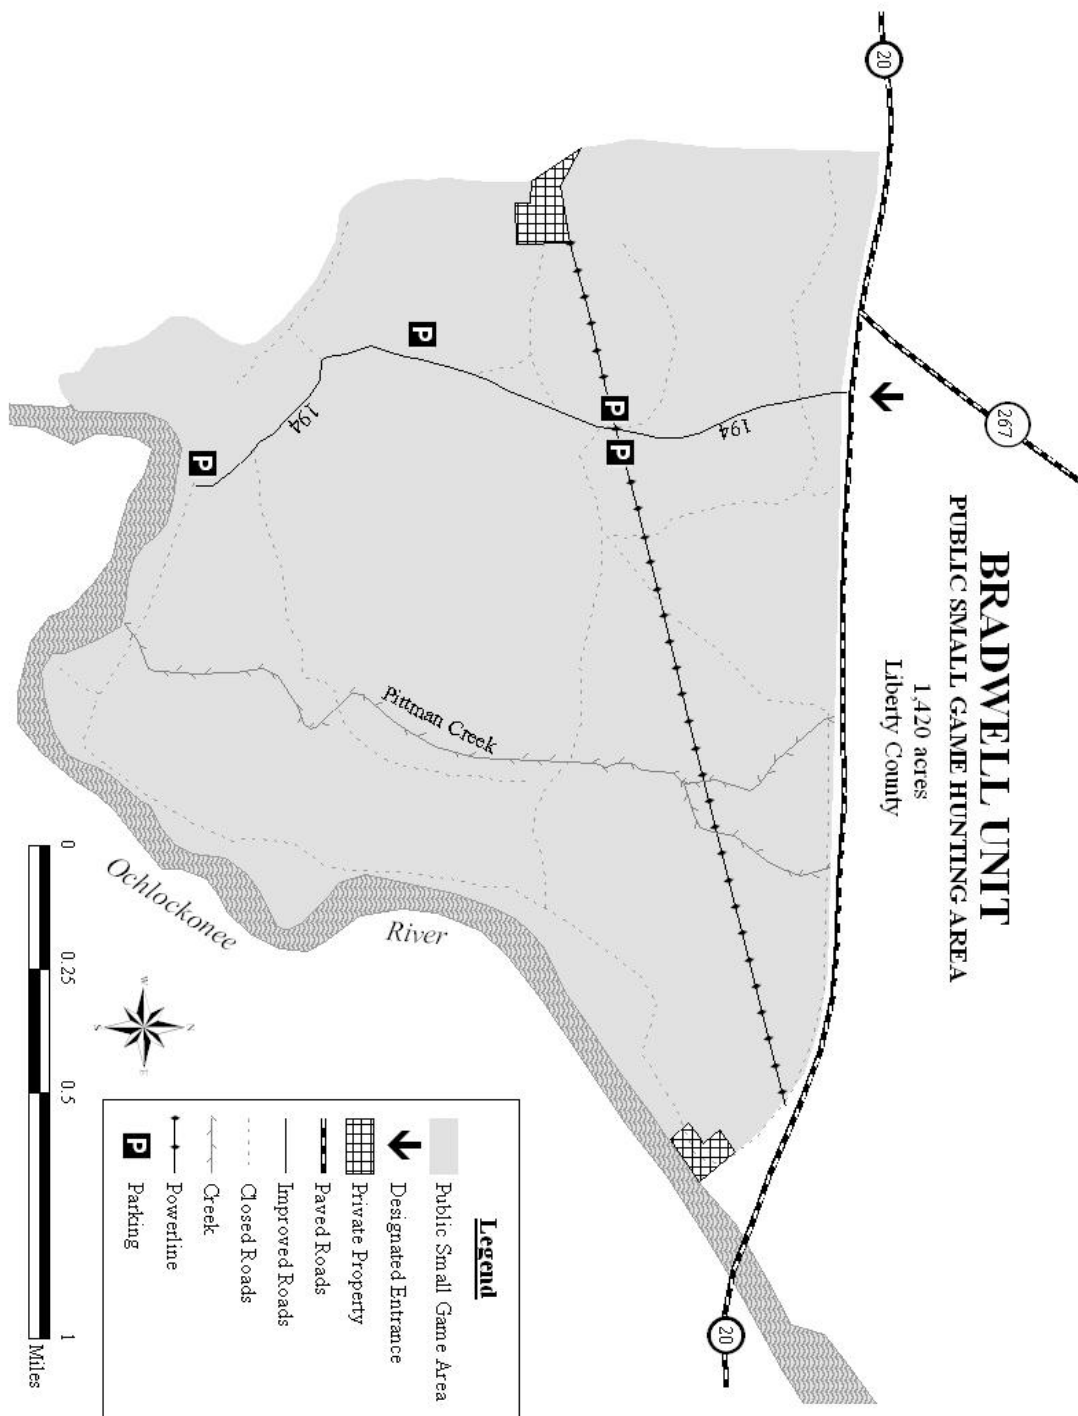 BRADWELL UNIT
PUBLIC SMALL GAME HUNTING AREA
1,420 acres
Liberty County
20
267
20
194
194
P
P
P
P
Pittman Creek
Ochlockonee
River
N
W
E
S
Legend
Public Small Game Area
Designated Entrance
Private Property
Paved Roads
Improved Roads
Closed Roads
Creek
Powerline
P
Parking
0
0.25
0.5
1
Miles